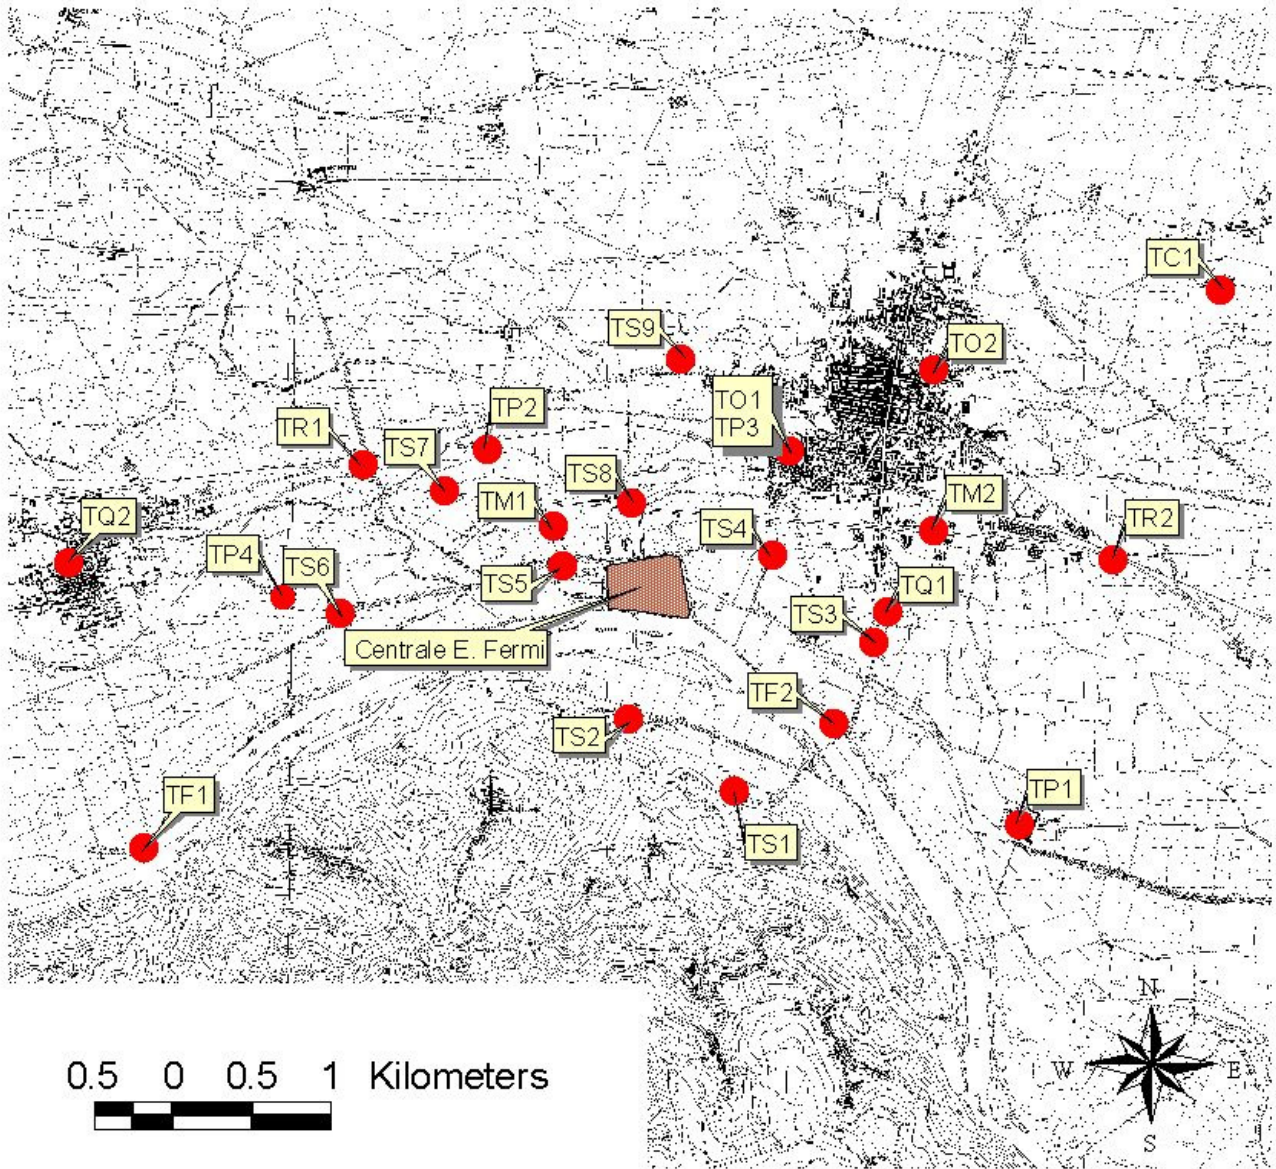 TC1
TS9
TO2
TO1
TP3
TP2
TR1
TS7
TS8
TM1
TM2
TR2
TQ2
TS4
TP4
TS6
TS5
TQ1
TS3
Centrale E. Fermi
TF2
TS2
TF1
TP1
TS1
N
W
E
S
0.5 0 0.5 1 Kilometers